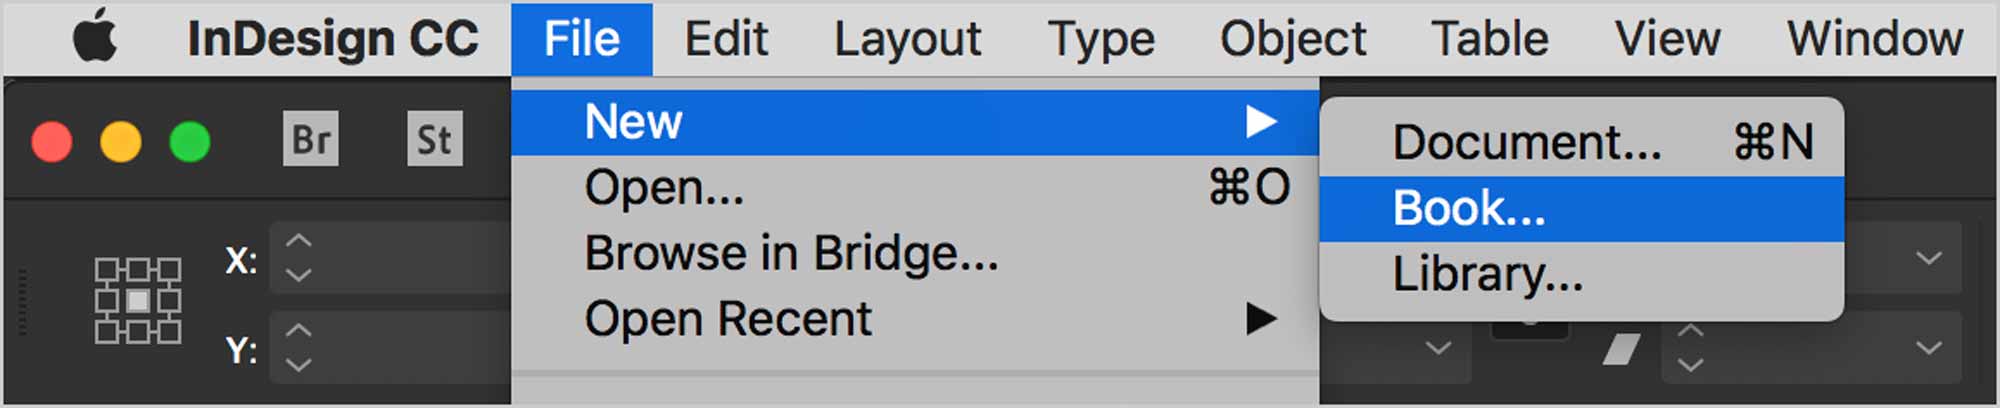 InDesign CC File Edit Layout Type Object Table View Window
Br St
New
Open... ⌘O
Browse in Bridge...
Open Recent
Document... ⌘N
Book...
Library...
X:
Y: